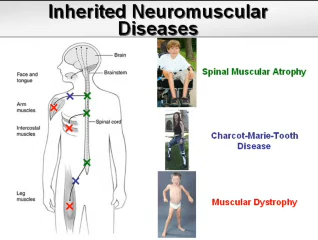 Inherited Neuromuscular
Diseases
Brain
Brainstem
Face and
tongue
Arm
muscles
Spinal cord
Intercostal
muscles
Leg
muscles
Spinal Muscular Atrophy
Charcot-Marie-Tooth
Disease
Muscular Dystrophy